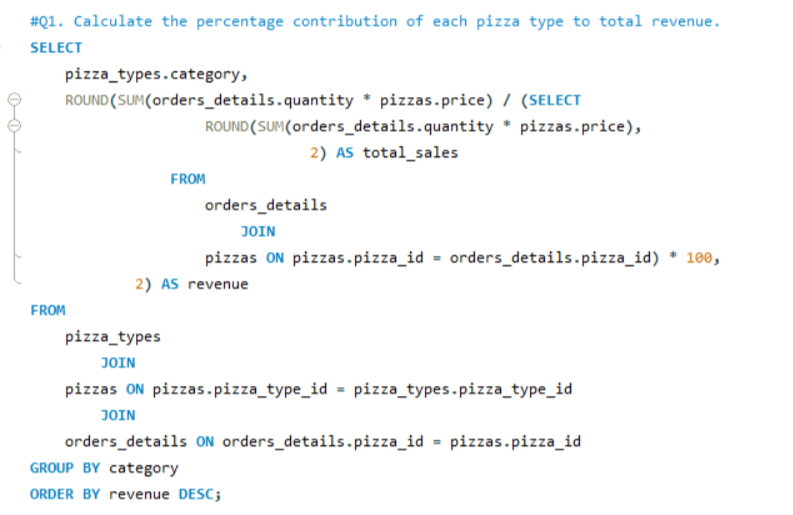 #Q1. Calculate the percentage contribution of each pizza type to total revenue.
SELECT
pizza_types.category,
ROUND(SUM(orders_details.quantity * pizzas.price) / (SELECT
ROUND(SUM(orders_details.quantity * pizzas.price),
2) AS total_sales
FROM
orders_details
JOIN
pizzas ON pizzas.pizza_id = orders_details.pizza_id) * 100,
2) AS revenue
FROM
pizza_types
JOIN
pizzas ON pizzas.pizza_type_id = pizza_types.pizza_type_id
JOIN
orders_details ON orders_details.pizza_id = pizzas.pizza_id
GROUP BY category
ORDER BY revenue DESC;